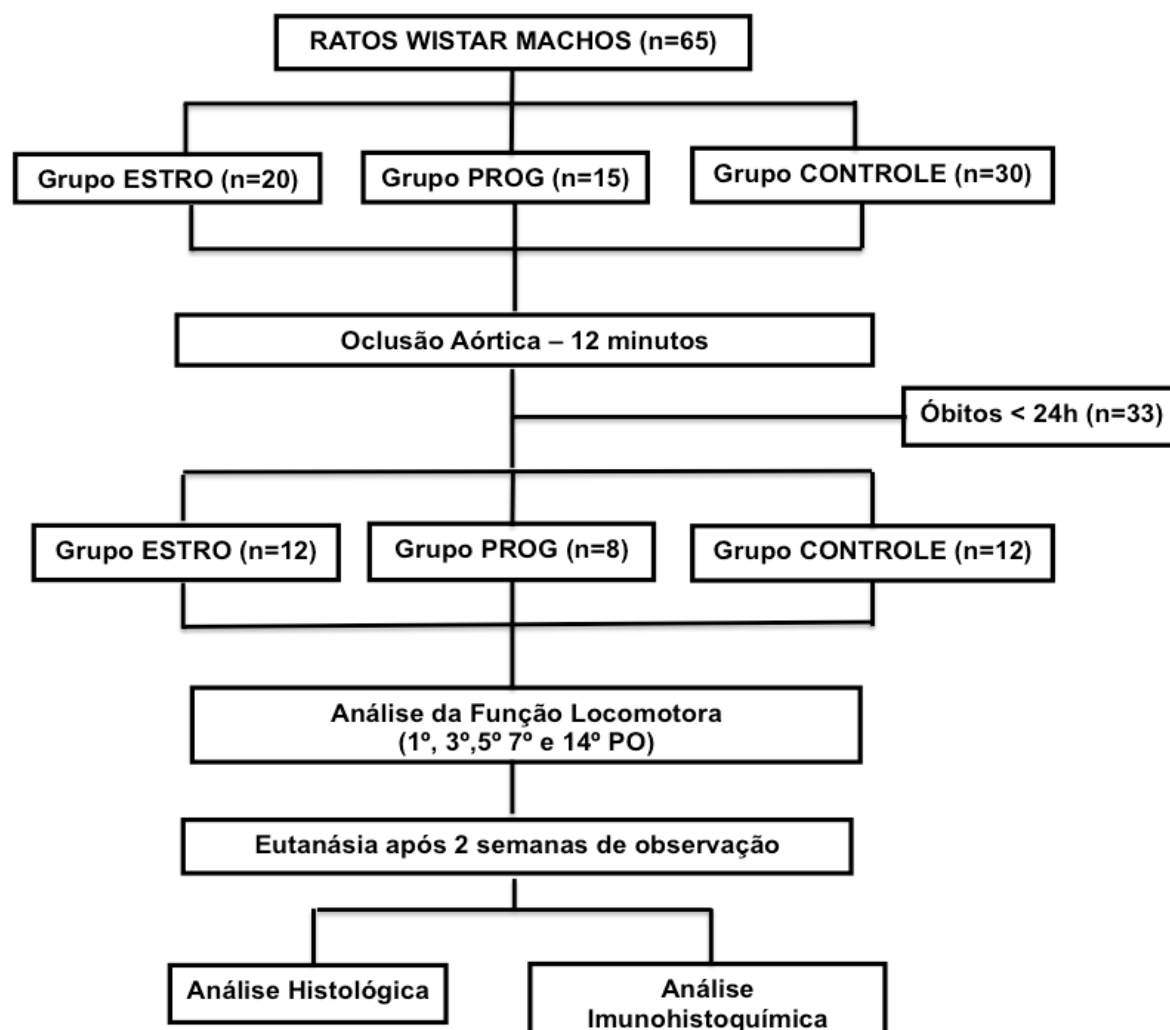 RATOS WISTAR MACHOS (n=65)
Grupo ESTRO (n=20)
Grupo PROG (n=15)
Grupo CONTROLE (n=30)
Oclusão Aórtica – 12 minutos
Óbitos < 24h (n=33)
Grupo ESTRO (n=12)
Grupo PROG (n=8)
Grupo CONTROLE (n=12)
Análise da Função Locomotora
(1º, 3º,5º 7º e 14º PO)
Eutanásia após 2 semanas de observação
Análise Histológica
Análise
Imunohistoquímica